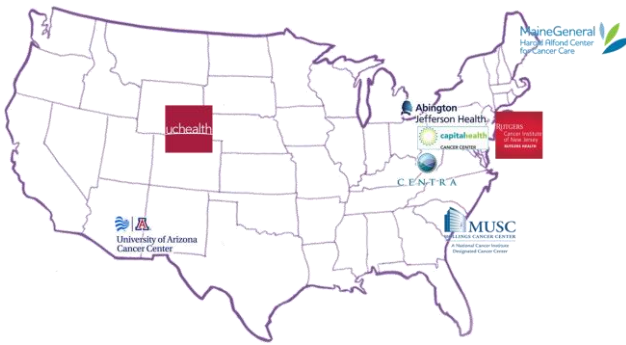 MaineGeneral
Harold Alfond Center
for Cancer Care
Abington
Jefferson Health
capitalhealth
CANCER CENTER
RUTGERS
Cancer Institute
of New Jersey
RUTGERS HEALTH
uchealth
CENTRA
A
University of Arizona
Cancer Center
MUSC
HOLLINGS CANCER CENTER
A National Cancer Institute
Designated Cancer Center